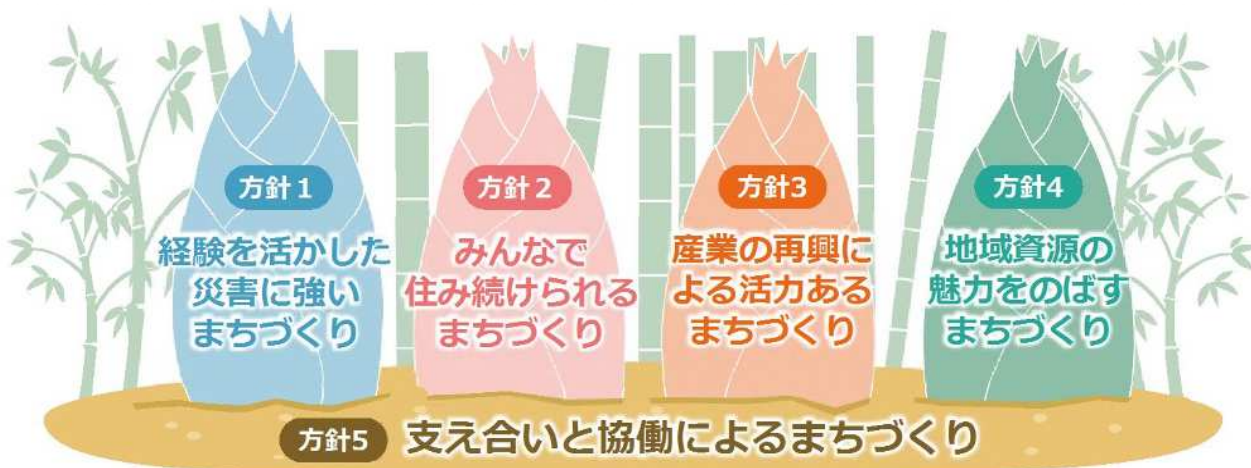 方針1
経験を活かした
災害に強い
まちづくり
方針2
みんなで
住み続けられる
まちづくり
方針3
産業の再興に
よる活力ある
まちづくり
方針4
地域資源の
魅力をのばす
まちづくり
方針5 支え合いと協働によるまちづくり